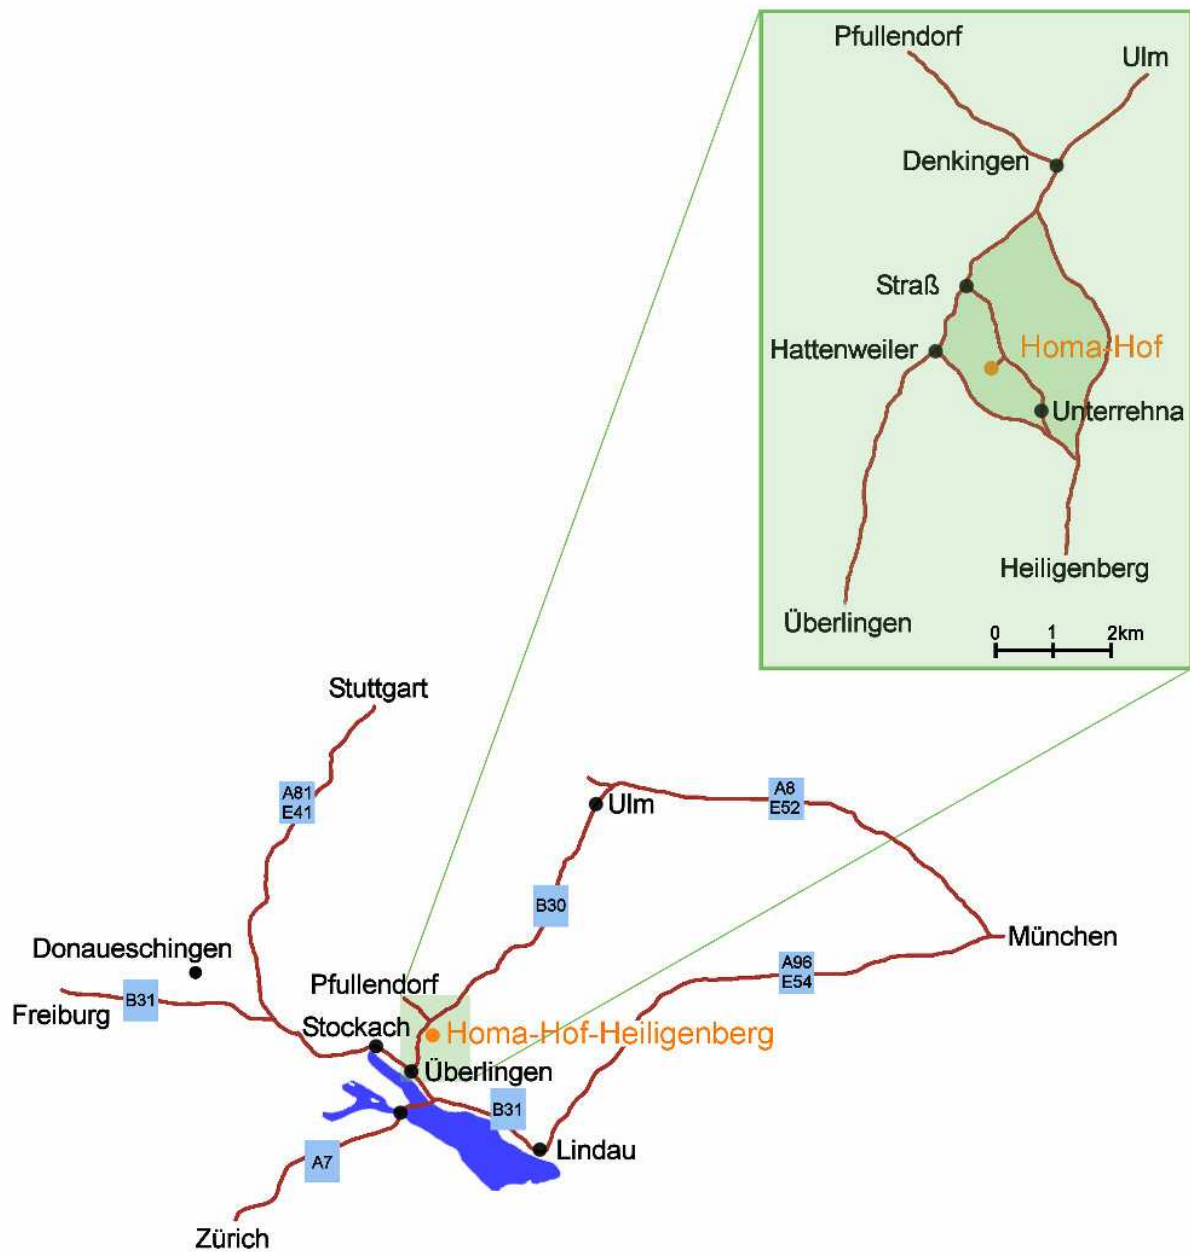 Pfullendorf
Ulm
Denkingen
Straß
Homa-Hof
Hattenweiler
Unterrehna
Heiligenberg
Überlingen
0 1 2km
Stuttgart
A81
E41
Ulm
A8
E52
B30
Donaueschingen
München
A96
E54
Pfullendorf
B31
Freiburg
Stockach
Homa-Hof-Heiligenberg
Überlingen
B31
Lindau
A7
Zürich